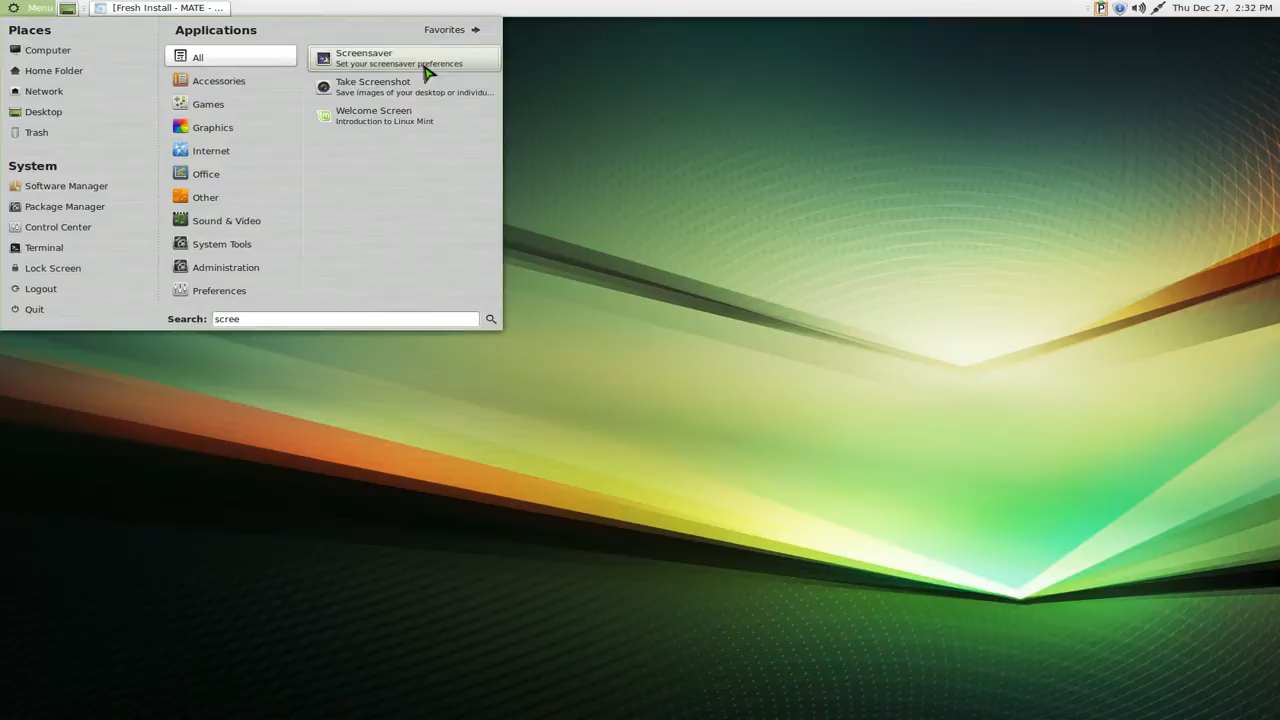 Menu
[Fresh Install - MATE - ...
P
Thu Dec 27, 2:32 PM
Places
Computer
Home Folder
Network
Desktop
Trash
System
Software Manager
Package Manager
Control Center
Terminal
Lock Screen
Logout
Quit
Applications
Favorites
All
Accessories
Games
Graphics
Internet
Office
Other
Sound & Video
System Tools
Administration
Preferences
Screensaver
Set your screensaver preferences
Take Screenshot
Save images of your desktop or individu...
Welcome Screen
Introduction to Linux Mint
Search: scree